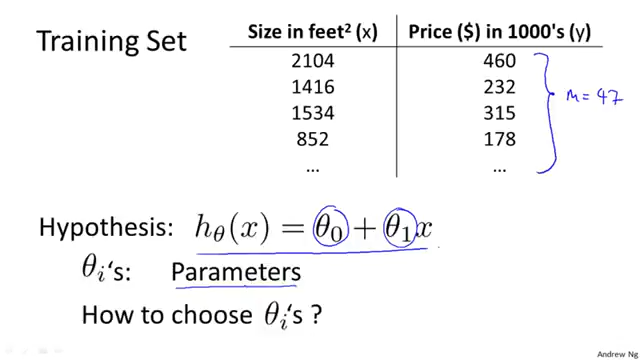 Training Set
Size in feet² (x) Price ($) in 1000's (y)
2104 460
1416 232
1534 315
852 178
... ...
m = 47
Hypothesis: hθ(x) = θ₀ + θ₁x
θᵢ's: Parameters
How to choose θᵢ's ?
Andrew Ng